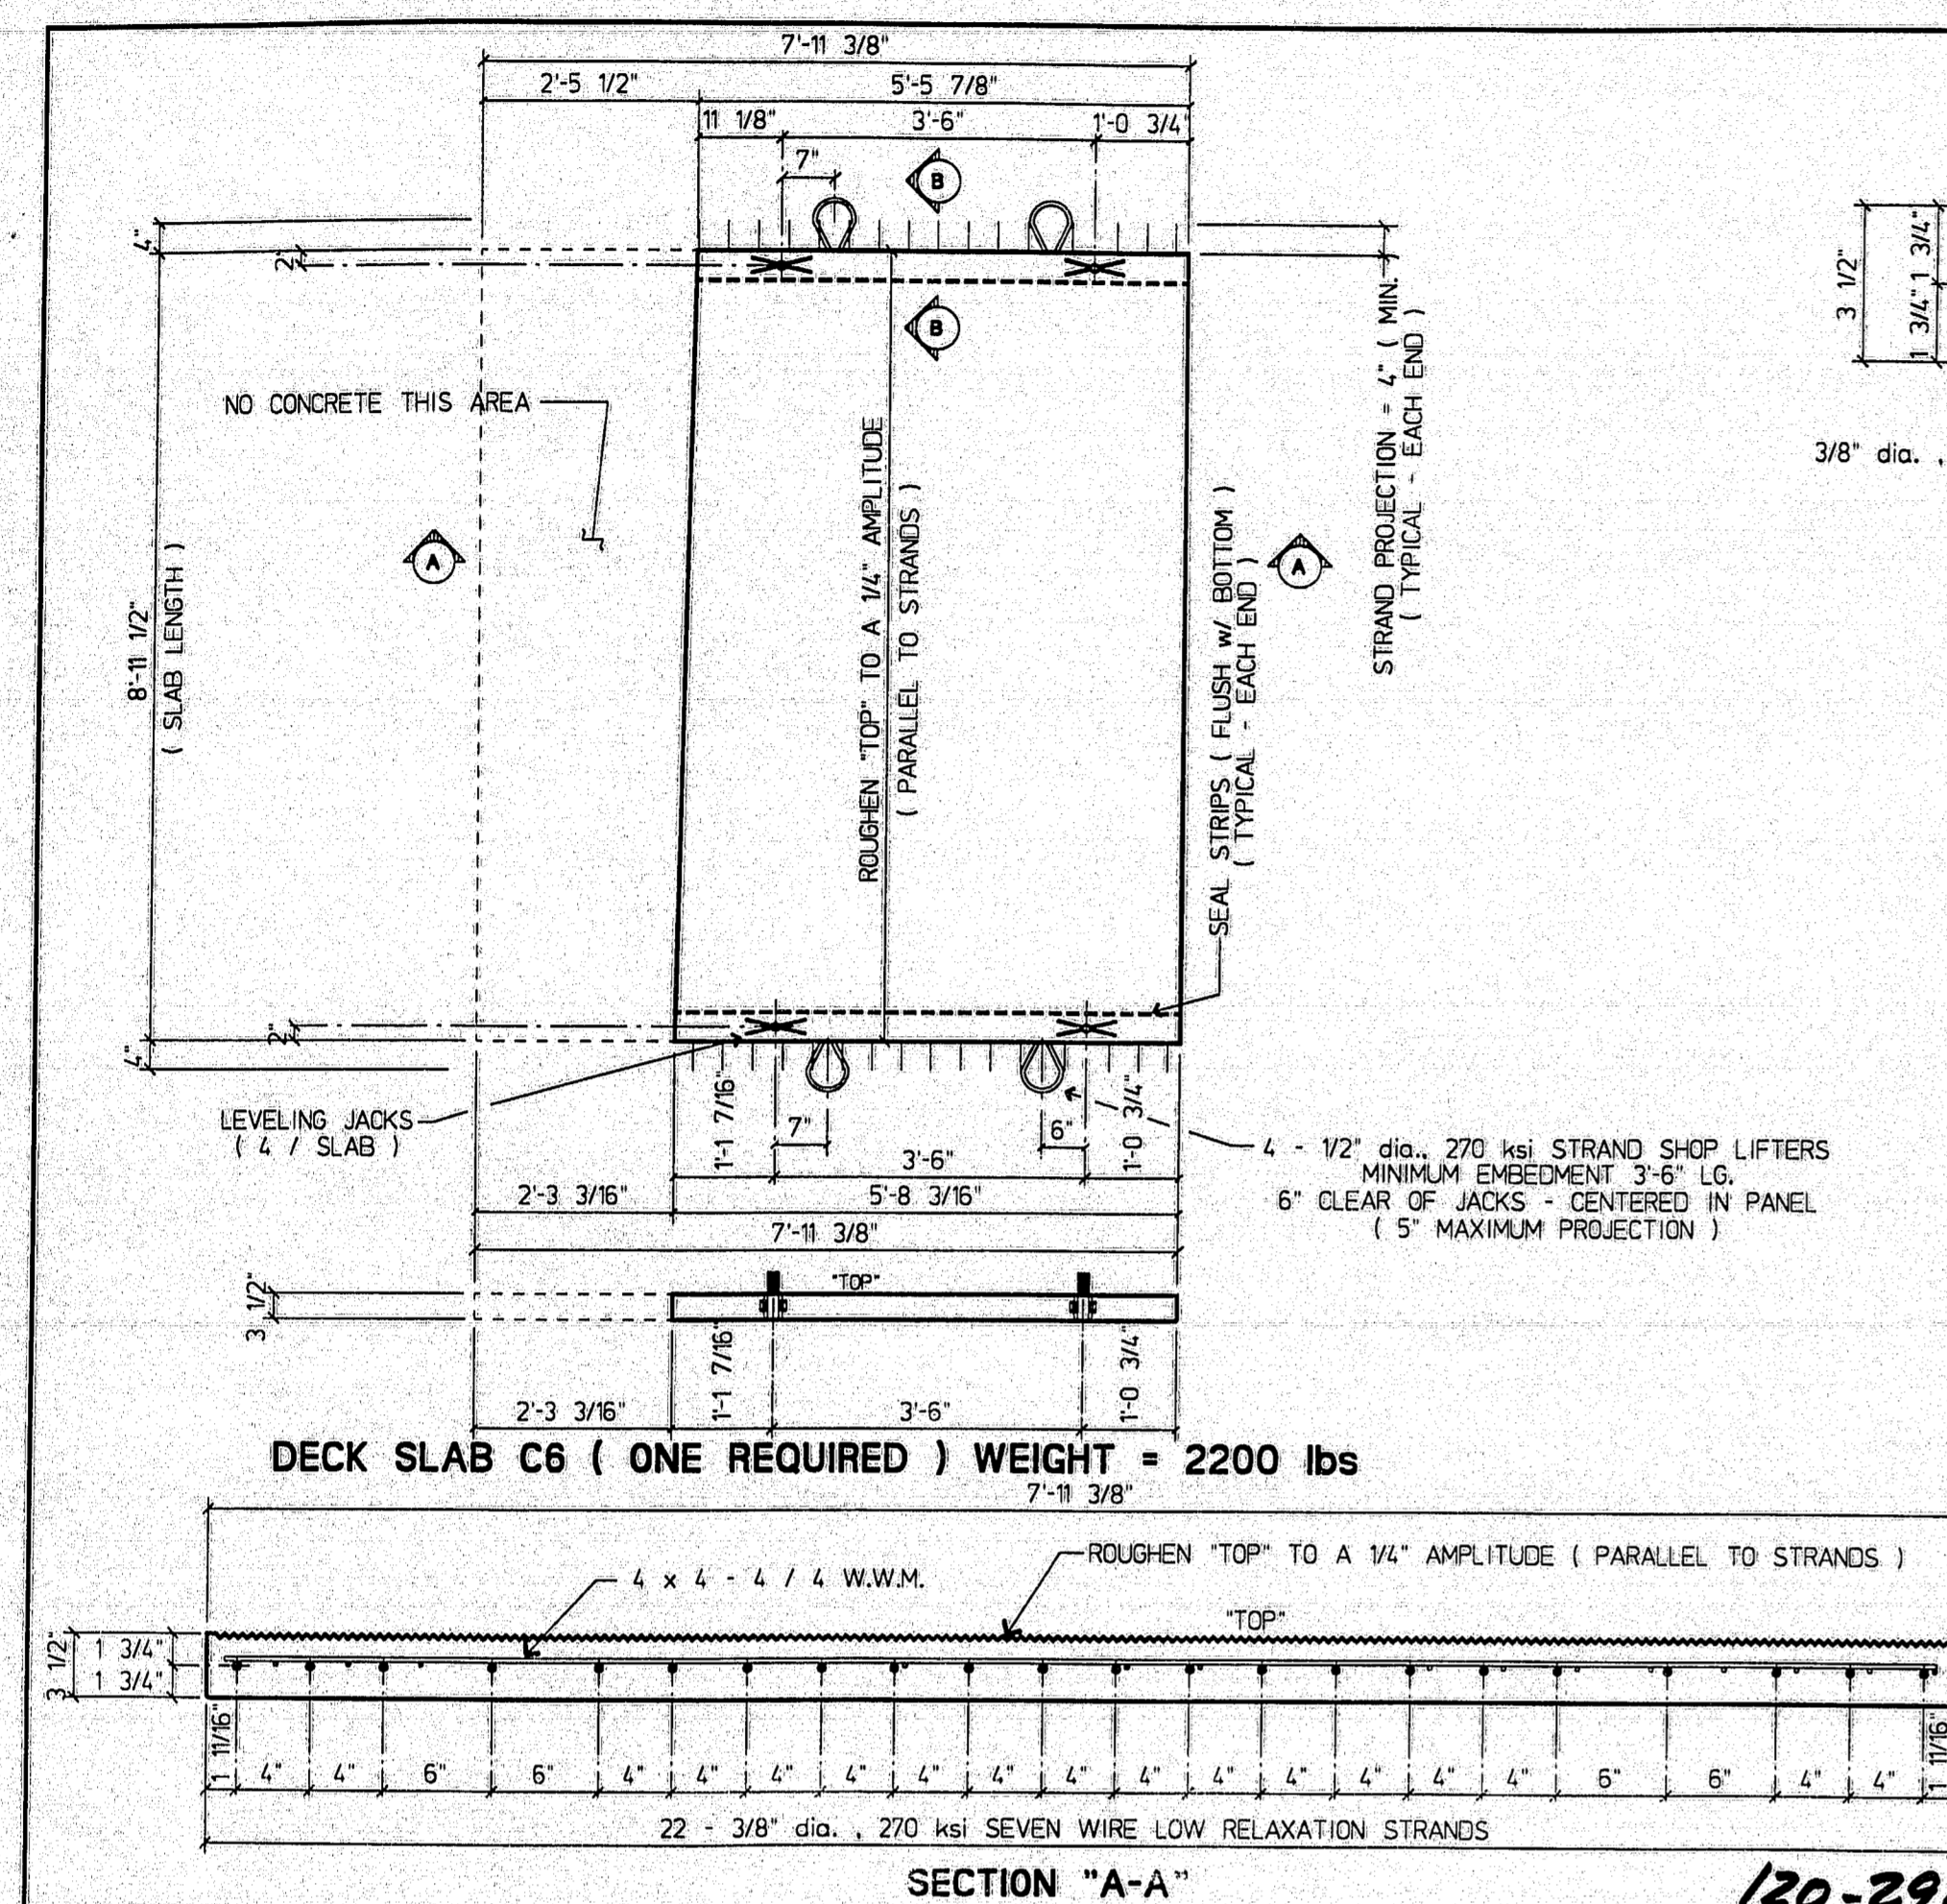 7'-11 3/8"
2'-5 1/2"
5'-5 7/8"
11 1/8"
3'-6"
1'-0 3/4"
7"
B
4"
2"
3 1/2"
1 3/4"
1 3/4"
B
NO CONCRETE THIS AREA
3/8" dia. ,
ROUGHEN "TOP" TO A 1/4" AMPLITUDE
( PARALLEL TO STRANDS )
STRAND PROJECTION = 4" ( MIN. )
( TYPICAL - EACH END )
A
A
8'-11 1/2"
( SLAB LENGTH )
SEAL STRIPS ( FLUSH w/ BOTTOM )
( TYPICAL - EACH END )
2"
4"
LEVELING JACKS
( 4 / SLAB )
1'-1 7/16"
7"
6"
1'-0 3/4"
3'-6"
4 - 1/2" dia., 270 ksi STRAND SHOP LIFTERS
MINIMUM EMBEDMENT 3'-6" LG.
6" CLEAR OF JACKS - CENTERED IN PANEL
( 5" MAXIMUM PROJECTION )
2'-3 3/16"
5'-8 3/16"
7'-11 3/8"
"TOP"
3 1/2"
1'-1 7/16"
1'-0 3/4"
2'-3 3/16"
3'-6"
DECK SLAB C6 ( ONE REQUIRED ) WEIGHT = 2200 lbs
7'-11 3/8"
ROUGHEN "TOP" TO A 1/4" AMPLITUDE ( PARALLEL TO STRANDS )
4 x 4 - 4 / 4 W.W.M.
"TOP"
3 1/2"
1 3/4"
1 3/4"
1 11/16"
4" 4" 6" 6" 4" 4" 4" 4" 4" 4" 4" 4" 4" 4" 4" 4" 4" 6" 6" 4" 4"
1 11/16"
22 - 3/8" dia. , 270 ksi SEVEN WIRE LOW RELAXATION STRANDS
SECTION "A-A"